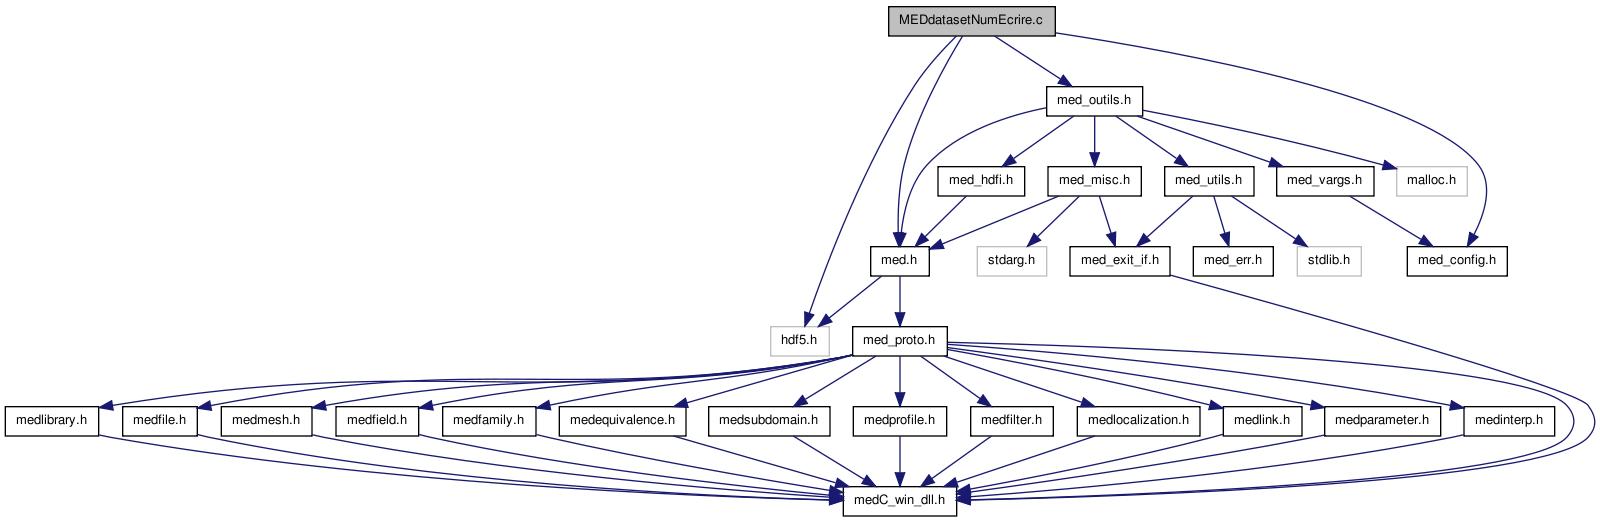 MEDdatasetNumEcrire.c
med_outils.h
med_hdfi.h
med_misc.h
med_utils.h
med_vargs.h
malloc.h
med.h
stdarg.h
med_exit_if.h
med_err.h
stdlib.h
med_config.h
hdf5.h
med_proto.h
medlibrary.h
medfile.h
medmesh.h
medfield.h
medfamily.h
medequivalence.h
medsubdomain.h
medprofile.h
medfilter.h
medlocalization.h
medlink.h
medparameter.h
medinterp.h
medC_win_dll.h